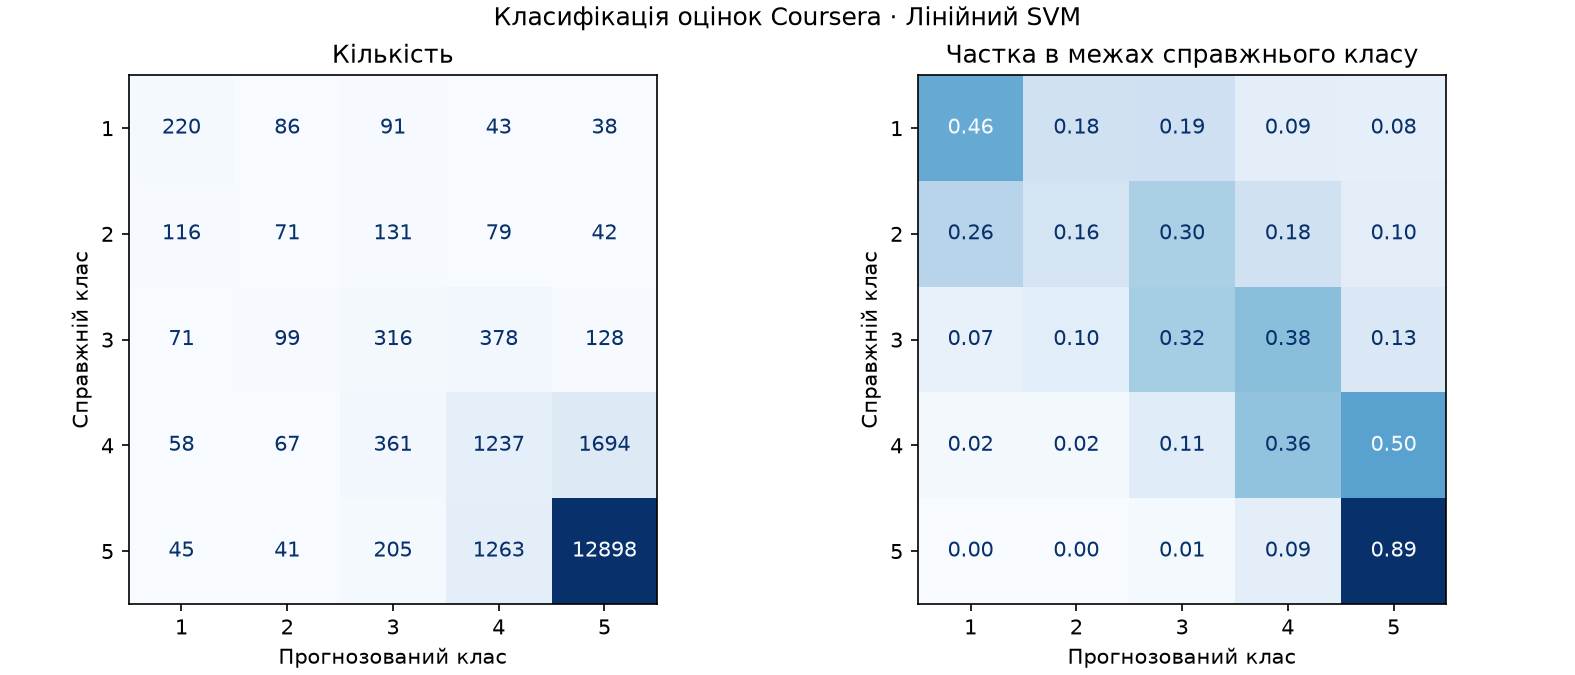 Класифікація оцінок Coursera · Лінійний SVM
Кількість
Справжній клас
1 220 86 91 43 38
2 116 71 131 79 42
3 71 99 316 378 128
4 58 67 361 1237 1694
5 45 41 205 1263 12898
1 2 3 4 5
Прогнозований клас
Частка в межах справжнього класу
Справжній клас
1 0.46 0.18 0.19 0.09 0.08
2 0.26 0.16 0.30 0.18 0.10
3 0.07 0.10 0.32 0.38 0.13
4 0.02 0.02 0.11 0.36 0.50
5 0.00 0.00 0.01 0.09 0.89
1 2 3 4 5
Прогнозований клас